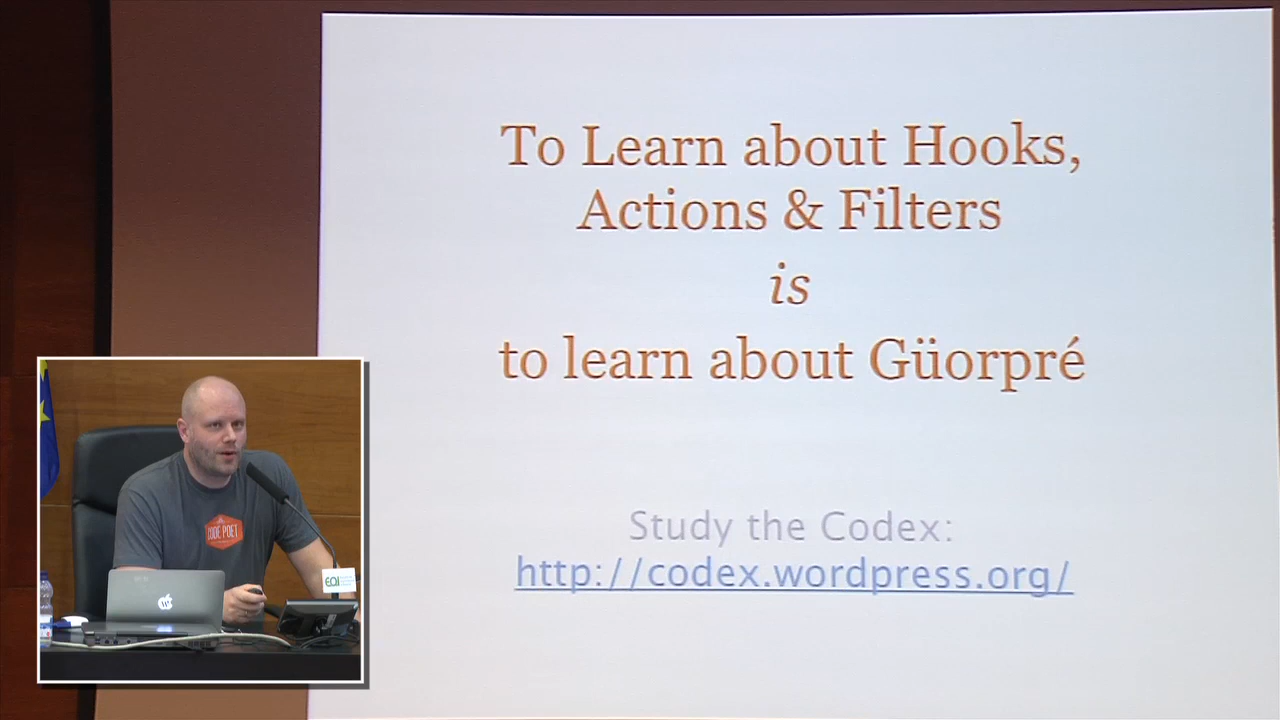 To Learn about Hooks,
Actions & Filters
is
to learn about Güorpré
Study the Codex:
http://codex.wordpress.org/
CODE POET
EOI